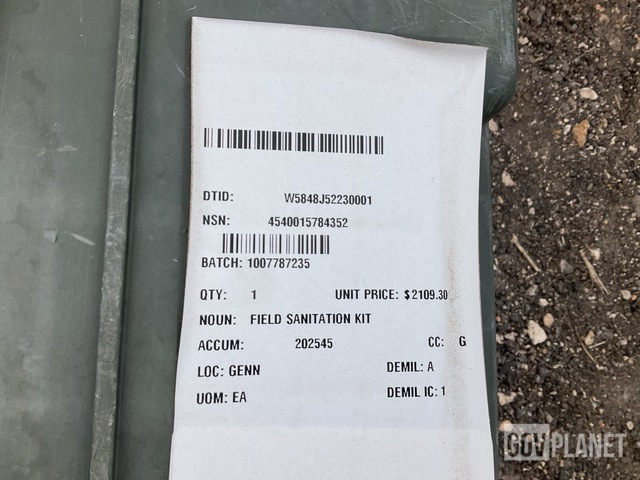 DTID: W5848J52230001
NSN: 4540015784352
BATCH: 1007787235
QTY: 1 UNIT PRICE: $2109.30
NOUN: FIELD SANITATION KIT
ACCUM: 202545 CC: G
LOC: GENN DEMIL: A
UOM: EA DEMIL IC: 1
GOVPLANET